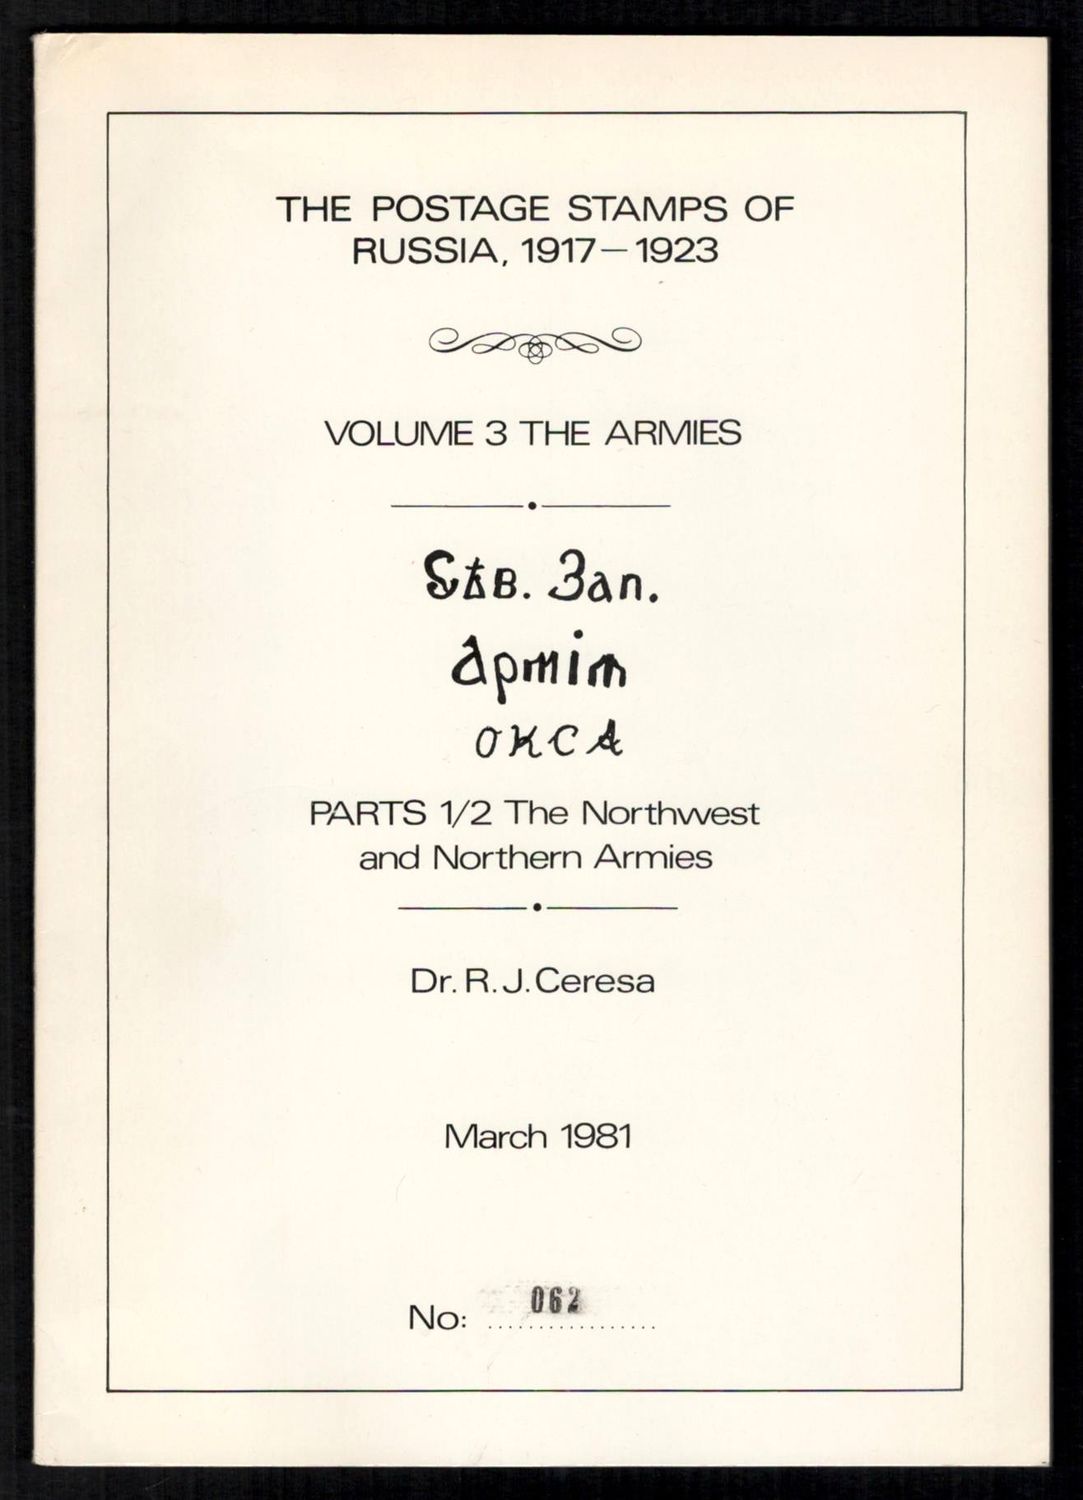 THE POSTAGE STAMPS OF
RUSSIA, 1917—1923
VOLUME 3 THE ARMIES
Сѣв. Зап.
Армія
ОКСА
PARTS 1/2 The Northwest
and Northern Armies
Dr. R. J. Ceresa
March 1981
No: 062